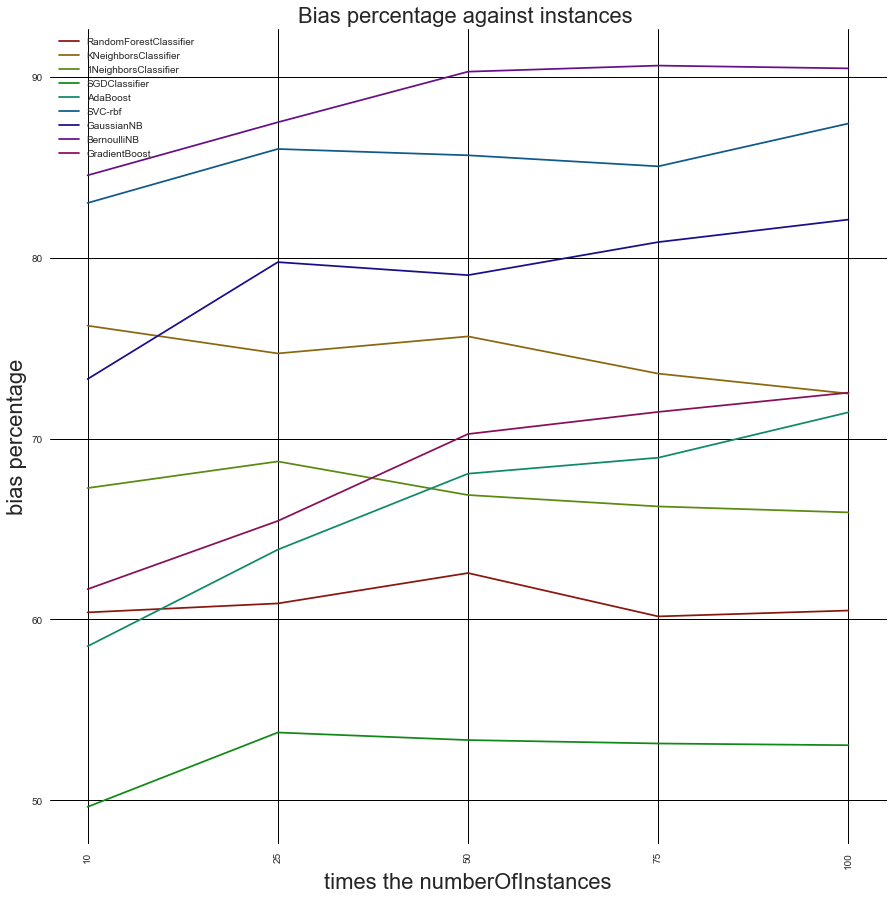 Bias percentage against instances
RandomForestClassifier
KNeighborsClassifier
1NeighborsClassifier
SGDClassifier
AdaBoost
SVC-rbf
GaussianNB
BernoulliNB
GradientBoost
90
80
70
60
50
bias percentage
10
25
50
75
100
times the numberOfInstances